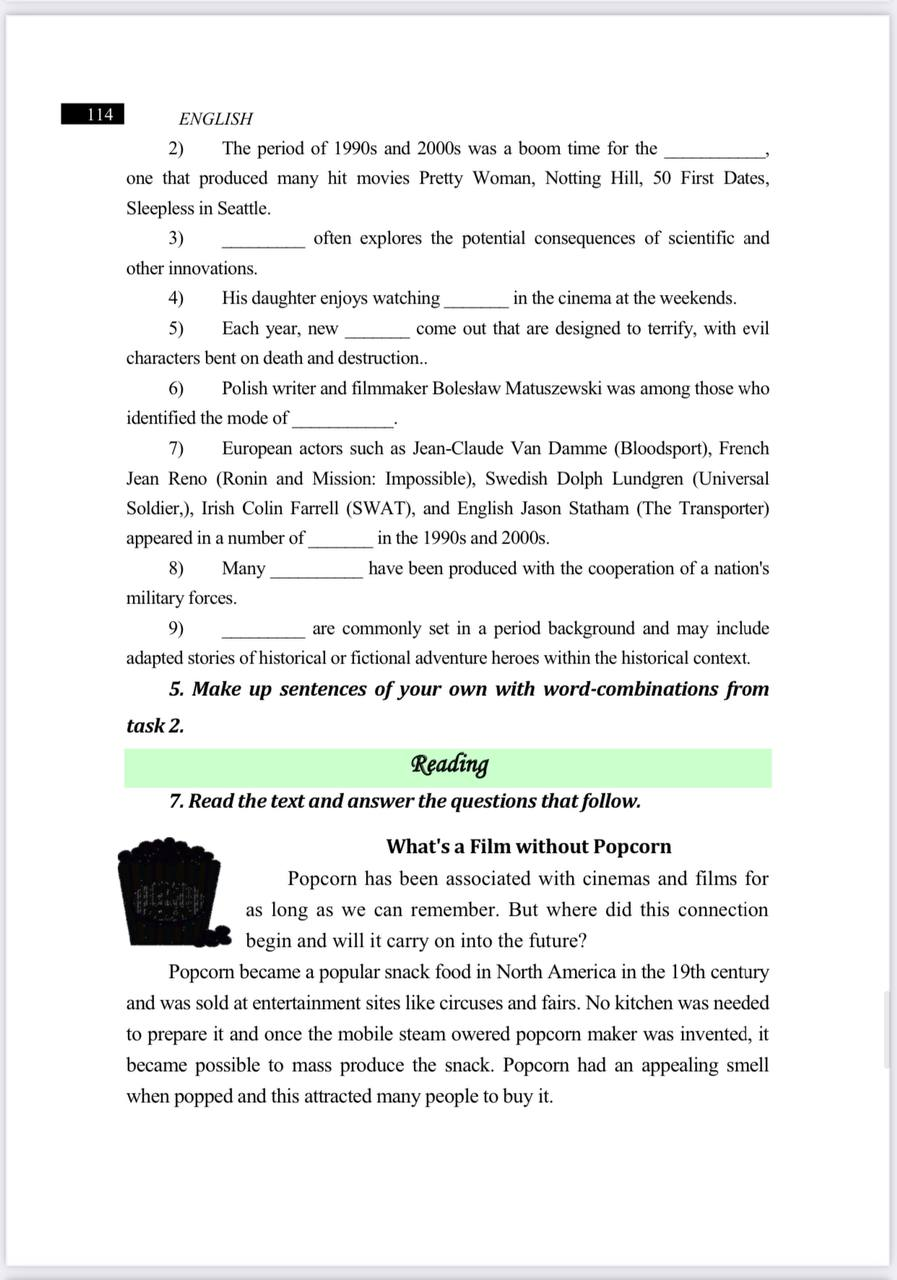 114 ENGLISH
2) The period of 1990s and 2000s was a boom time for the ___________,
one that produced many hit movies Pretty Woman, Notting Hill, 50 First Dates,
Sleepless in Seattle.
3) _________ often explores the potential consequences of scientific and
other innovations.
4) His daughter enjoys watching _______ in the cinema at the weekends.
5) Each year, new _______ come out that are designed to terrify, with evil
characters bent on death and destruction..
6) Polish writer and filmmaker Bolesław Matuszewski was among those who
identified the mode of ___________.
7) European actors such as Jean-Claude Van Damme (Bloodsport), French
Jean Reno (Ronin and Mission: Impossible), Swedish Dolph Lundgren (Universal
Soldier,), Irish Colin Farrell (SWAT), and English Jason Statham (The Transporter)
appeared in a number of _______ in the 1990s and 2000s.
8) Many __________ have been produced with the cooperation of a nation's
military forces.
9) _________ are commonly set in a period background and may include
adapted stories of historical or fictional adventure heroes within the historical context.
5. Make up sentences of your own with word-combinations from
task 2.
Reading
7. Read the text and answer the questions that follow.
What's a Film without Popcorn
Popcorn has been associated with cinemas and films for
as long as we can remember. But where did this connection
begin and will it carry on into the future?
Popcorn became a popular snack food in North America in the 19th century
and was sold at entertainment sites like circuses and fairs. No kitchen was needed
to prepare it and once the mobile steam owered popcorn maker was invented, it
became possible to mass produce the snack. Popcorn had an appealing smell
when popped and this attracted many people to buy it.